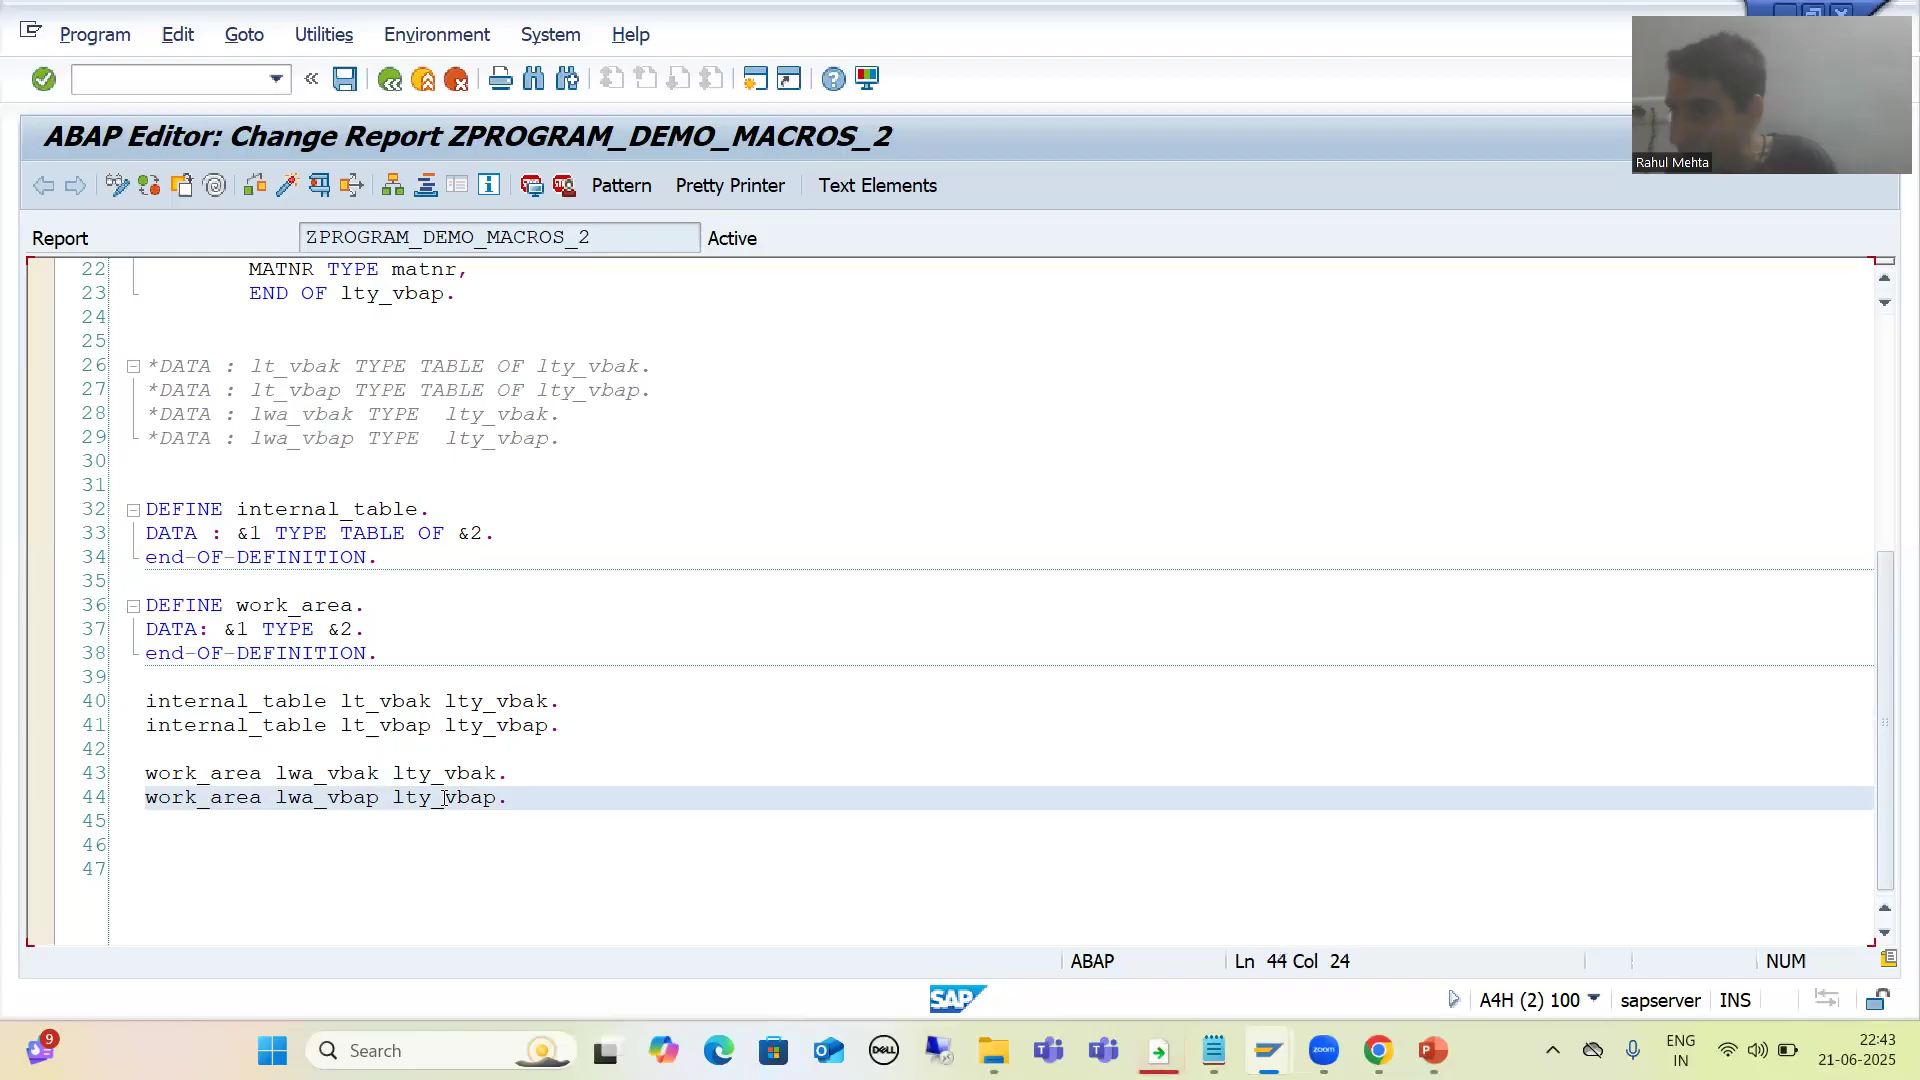 Program Edit Goto Utilities Environment System Help
ABAP Editor: Change Report ZPROGRAM_DEMO_MACROS_2
Rahul Mehta
Pattern Pretty Printer Text Elements
Report ZPROGRAM_DEMO_MACROS_2 Active
22 MATNR TYPE matnr,
23 END OF lty_vbap.
24
25
26 *DATA : lt_vbak TYPE TABLE OF lty_vbak.
27 *DATA : lt_vbap TYPE TABLE OF lty_vbap.
28 *DATA : lwa_vbak TYPE  lty_vbak.
29 *DATA : lwa_vbap TYPE  lty_vbap.
30
31
32 DEFINE internal_table.
33 DATA : &1 TYPE TABLE OF &2.
34 end-OF-DEFINITION.
35
36 DEFINE work_area.
37 DATA: &1 TYPE &2.
38 end-OF-DEFINITION.
39
40 internal_table lt_vbak lty_vbak.
41 internal_table lt_vbap lty_vbap.
42
43 work_area lwa_vbak lty_vbak.
44 work_area lwa_vbap lty_vbap.
45
46
47
ABAP Ln 44 Col 24 NUM
SAP A4H (2) 100 sapserver INS
9 Search DELL zoom ENG IN 22:43 21-06-2025